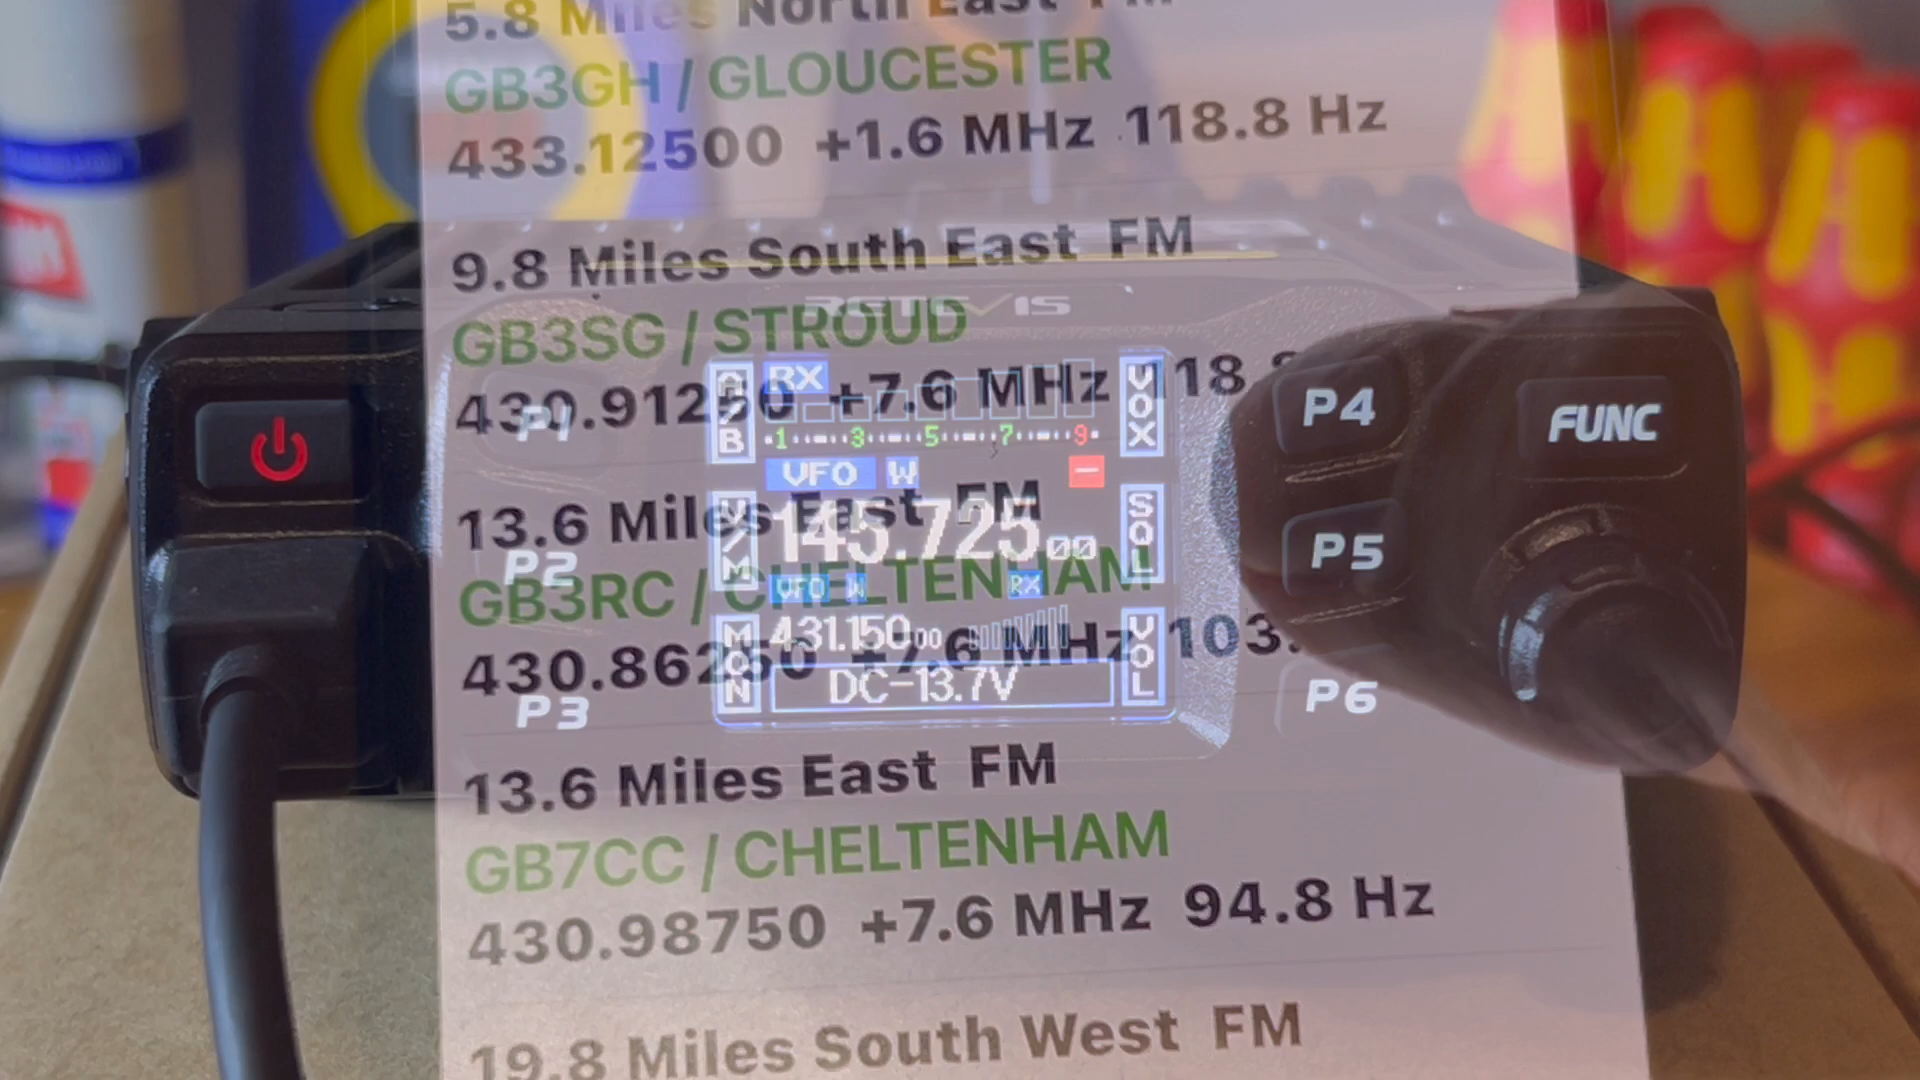 5.8 Miles North East FM
GB3GH / GLOUCESTER
433.12500 +1.6 MHz 118.8 Hz
9.8 Miles South East FM
RETEVIS
GB3SG / STROUD
430.91250 +7.6 MHz 118.8
A/B RX VOX
1 3 5 7 9
P1 P4 FUNC
VFO W −
13.6 Miles East FM
V/M 145.725.00 SQL
P2 P5
VFO W RX
GB3RC / CHELTENHAM
MON 431.150.00 VOL
430.86250 +7.6 MHz 103.
DC-13.7V
P3 P6
13.6 Miles East FM
GB7CC / CHELTENHAM
430.98750 +7.6 MHz 94.8 Hz
19.8 Miles South West FM